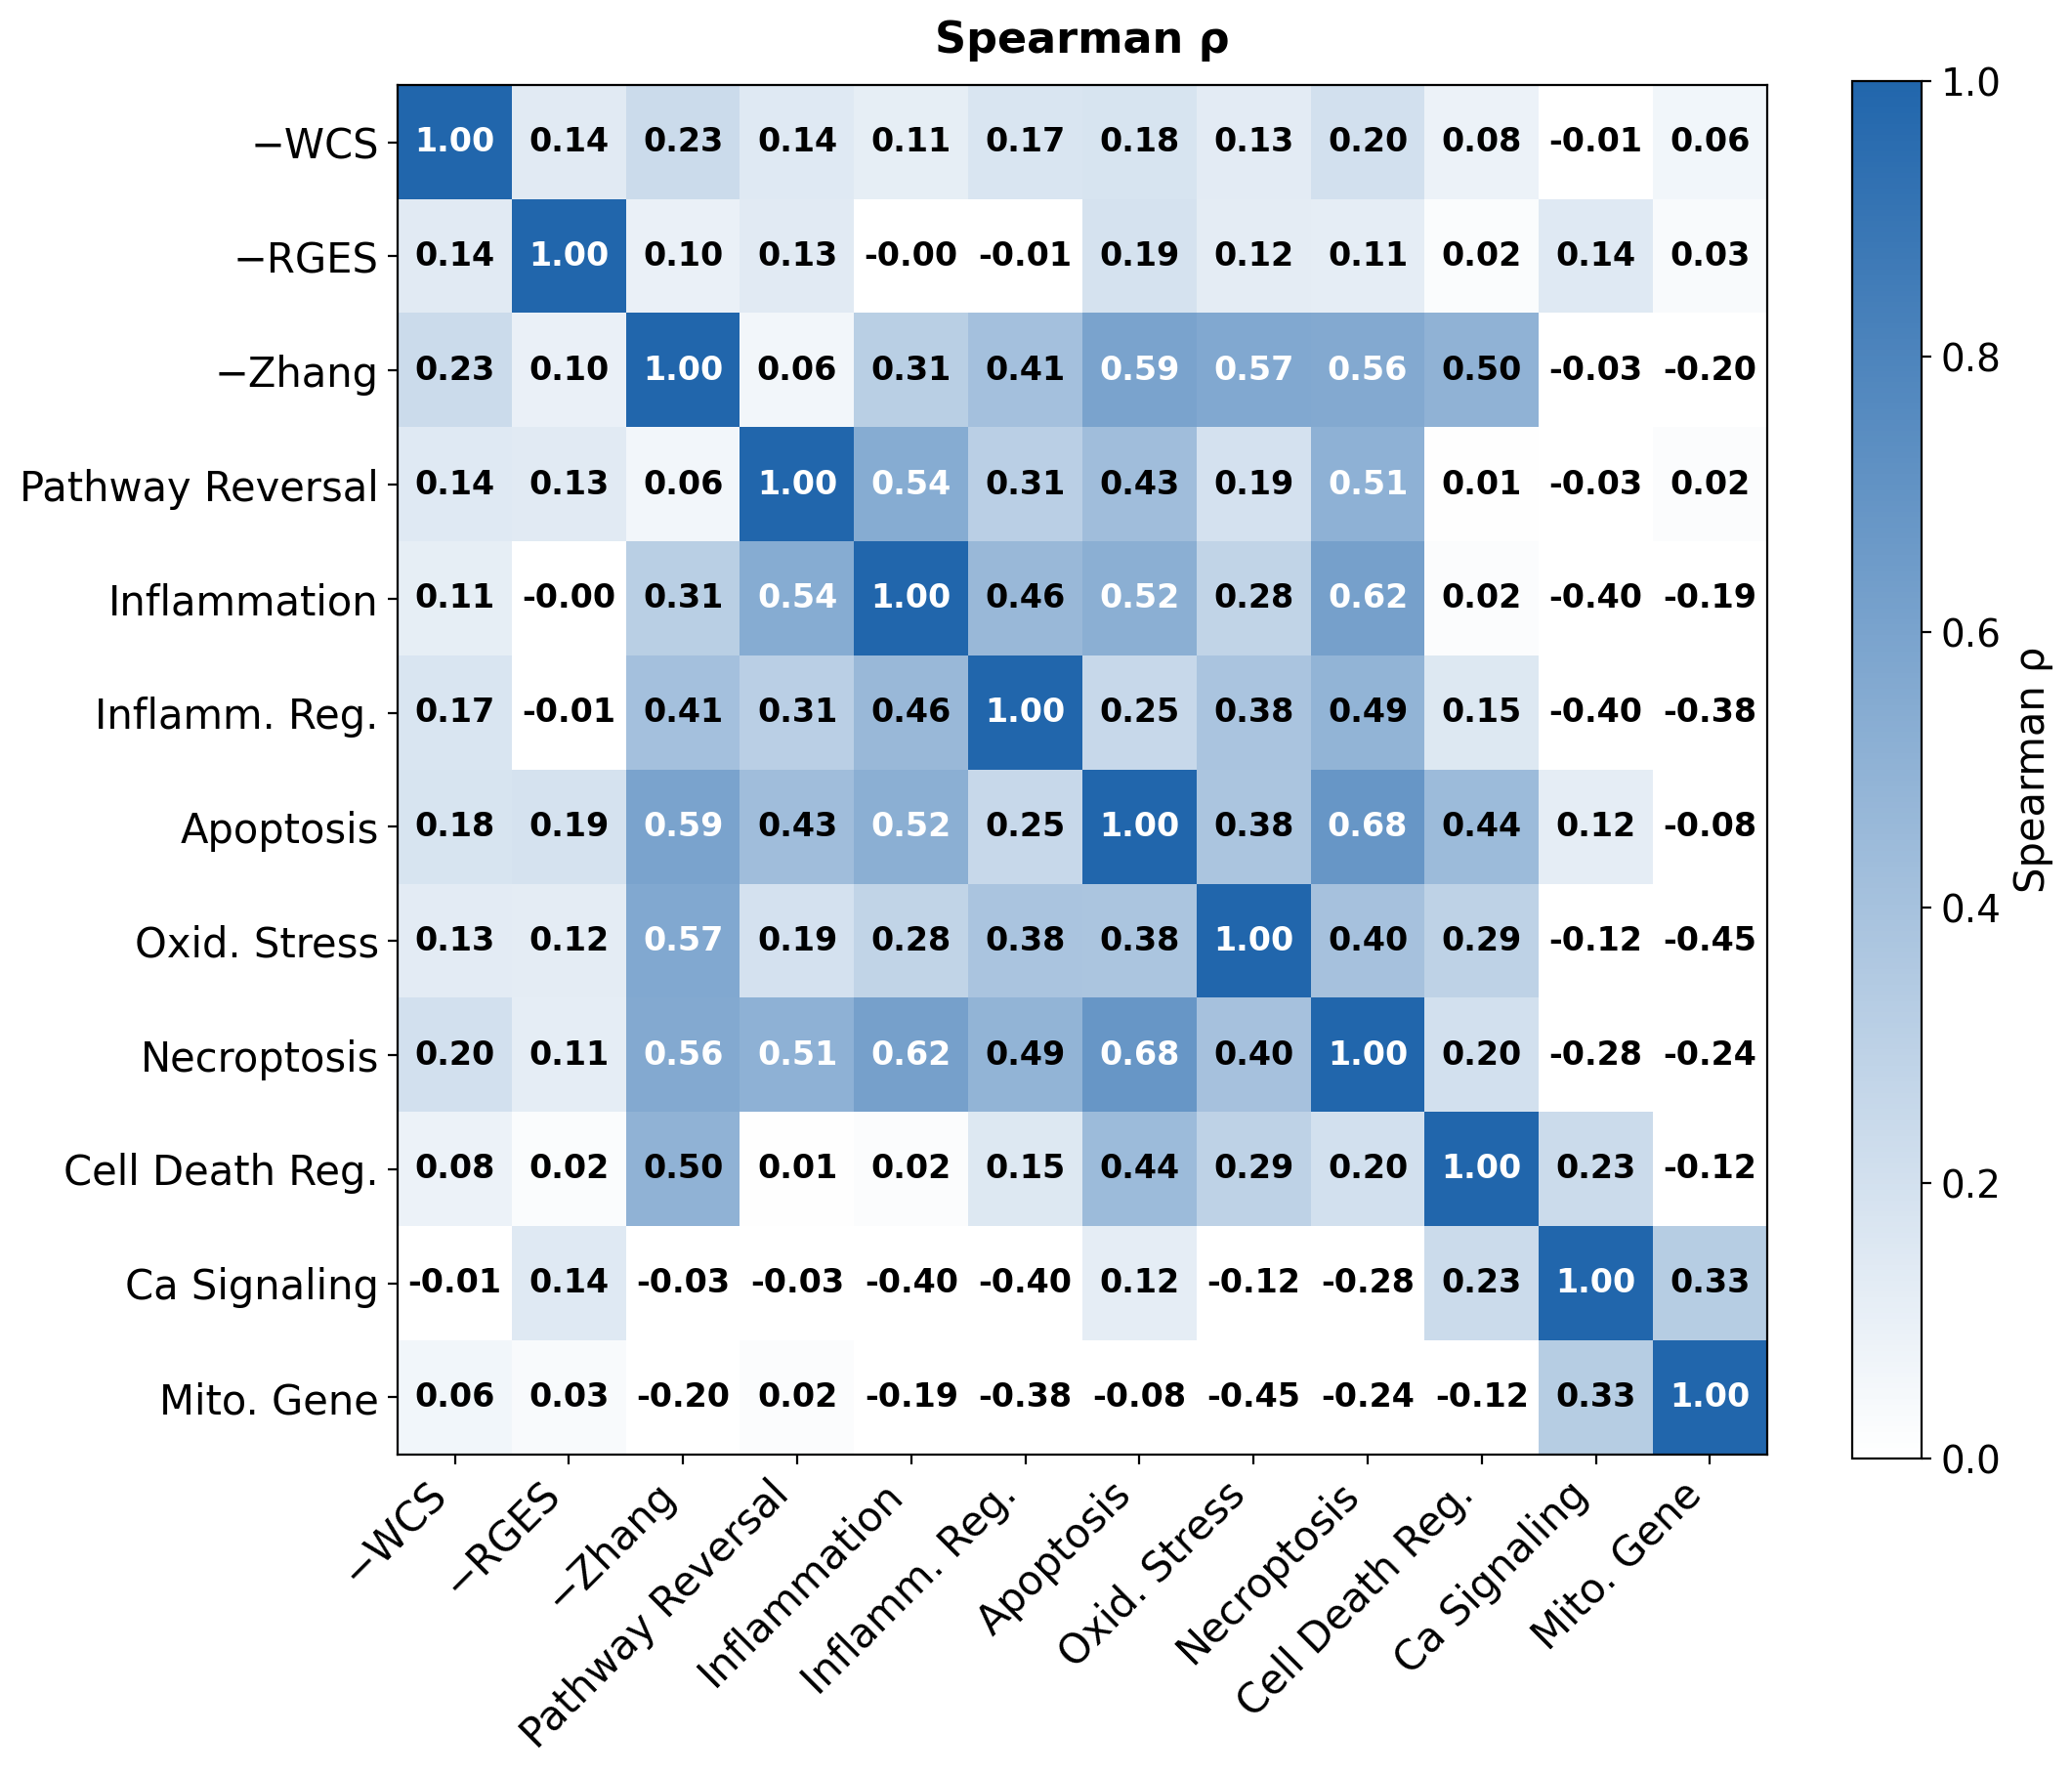 Spearman ρ
−WCS 1.00 0.14 0.23 0.14 0.11 0.17 0.18 0.13 0.20 0.08 -0.01 0.06
−RGES 0.14 1.00 0.10 0.13 -0.00 -0.01 0.19 0.12 0.11 0.02 0.14 0.03
−Zhang 0.23 0.10 1.00 0.06 0.31 0.41 0.59 0.57 0.56 0.50 -0.03 -0.20
Pathway Reversal 0.14 0.13 0.06 1.00 0.54 0.31 0.43 0.19 0.51 0.01 -0.03 0.02
Inflammation 0.11 -0.00 0.31 0.54 1.00 0.46 0.52 0.28 0.62 0.02 -0.40 -0.19
Inflamm. Reg. 0.17 -0.01 0.41 0.31 0.46 1.00 0.25 0.38 0.49 0.15 -0.40 -0.38
Apoptosis 0.18 0.19 0.59 0.43 0.52 0.25 1.00 0.38 0.68 0.44 0.12 -0.08
Oxid. Stress 0.13 0.12 0.57 0.19 0.28 0.38 0.38 1.00 0.40 0.29 -0.12 -0.45
Necroptosis 0.20 0.11 0.56 0.51 0.62 0.49 0.68 0.40 1.00 0.20 -0.28 -0.24
Cell Death Reg. 0.08 0.02 0.50 0.01 0.02 0.15 0.44 0.29 0.20 1.00 0.23 -0.12
Ca Signaling -0.01 0.14 -0.03 -0.03 -0.40 -0.40 0.12 -0.12 -0.28 0.23 1.00 0.33
Mito. Gene 0.06 0.03 -0.20 0.02 -0.19 -0.38 -0.08 -0.45 -0.24 -0.12 0.33 1.00
−WCS
−RGES
−Zhang
Pathway Reversal
Inflammation
Inflamm. Reg.
Apoptosis
Oxid. Stress
Necroptosis
Cell Death Reg.
Ca Signaling
Mito. Gene
1.0
0.8
0.6
0.4
0.2
0.0
Spearman ρ